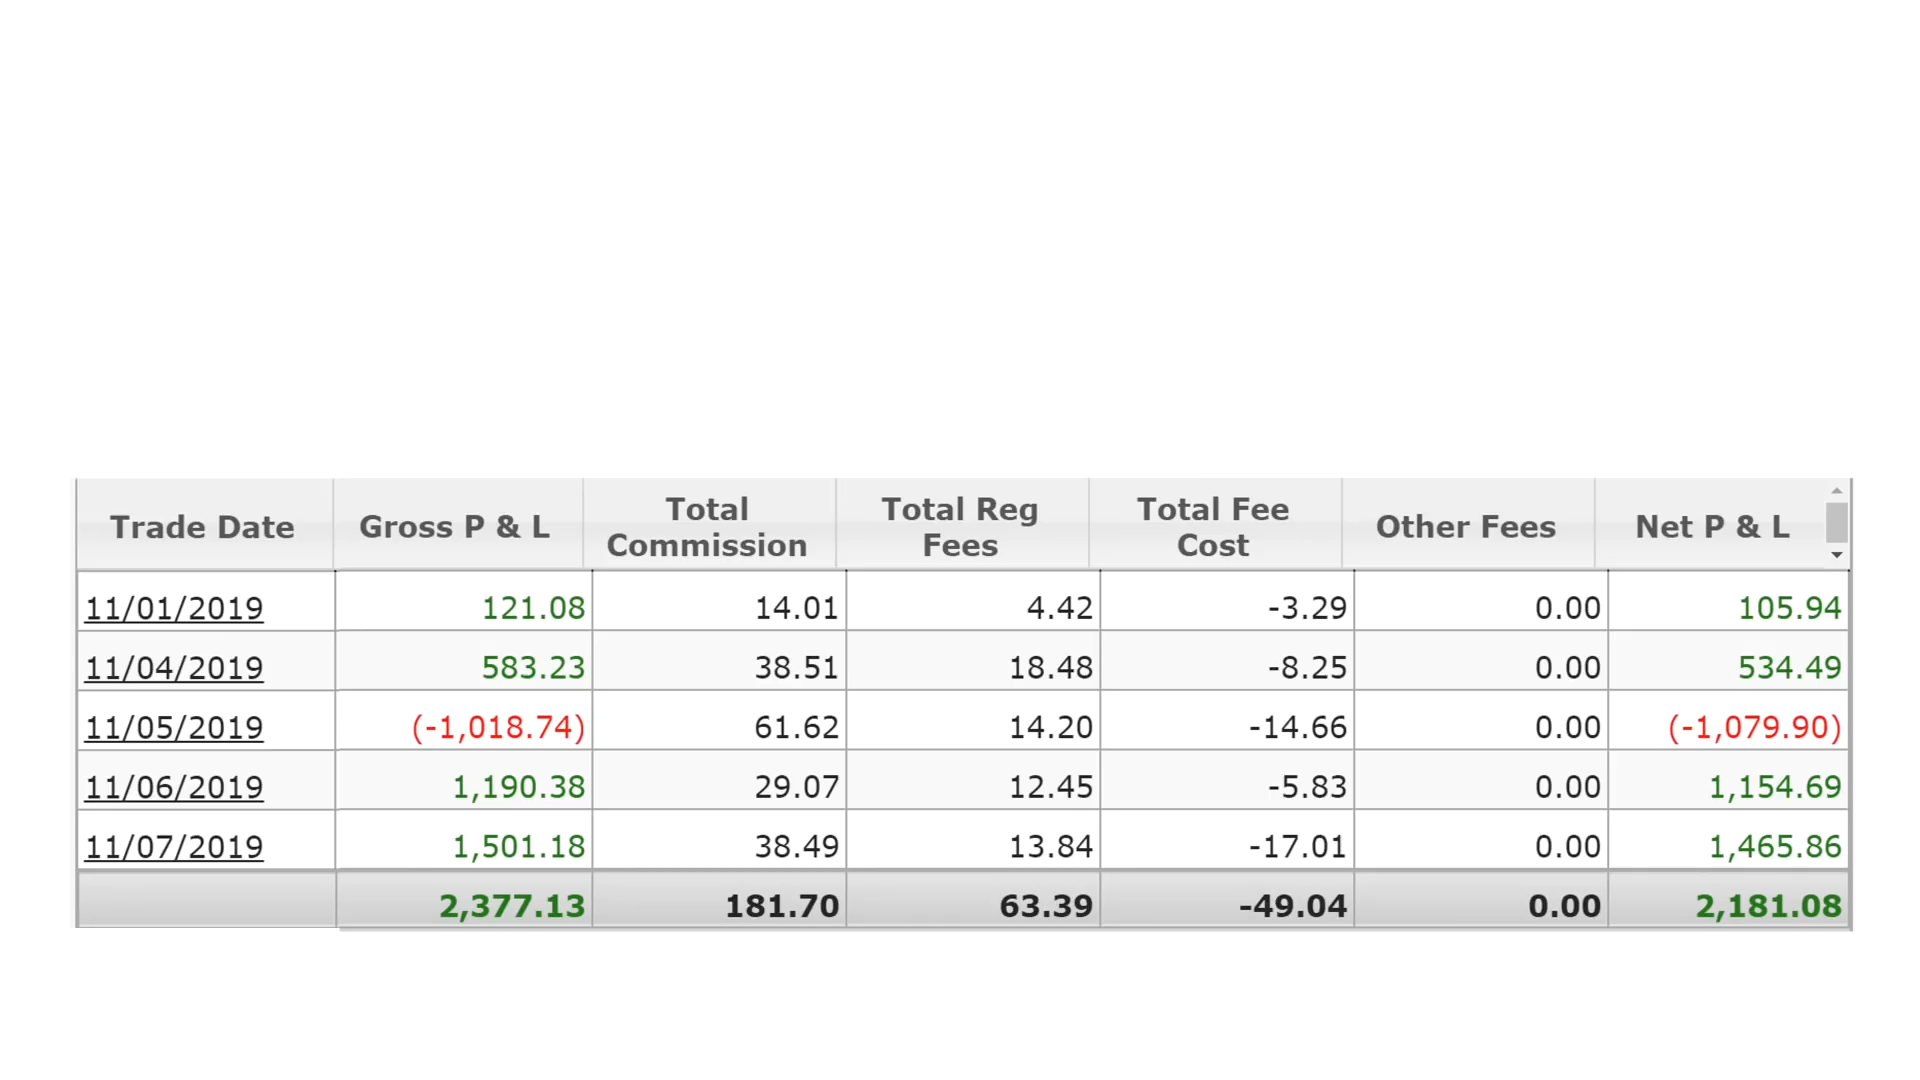 Trade Date Gross P & L Total Commission Total Reg Fees Total Fee Cost Other Fees Net P & L
11/01/2019 121.08 14.01 4.42 -3.29 0.00 105.94
11/04/2019 583.23 38.51 18.48 -8.25 0.00 534.49
11/05/2019 (-1,018.74) 61.62 14.20 -14.66 0.00 (-1,079.90)
11/06/2019 1,190.38 29.07 12.45 -5.83 0.00 1,154.69
11/07/2019 1,501.18 38.49 13.84 -17.01 0.00 1,465.86
2,377.13 181.70 63.39 -49.04 0.00 2,181.08